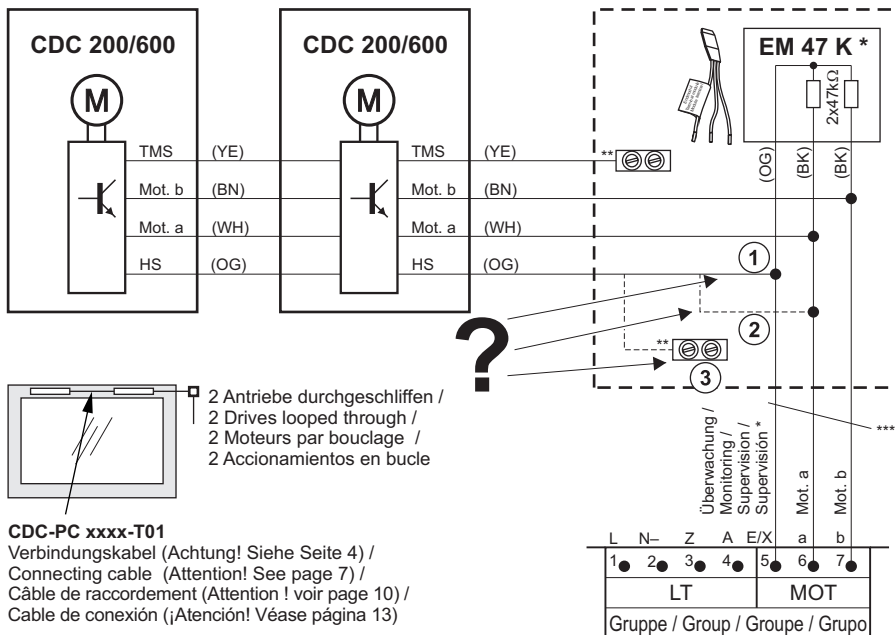 CDC 200/600
CDC 200/600
EM 47 K *
M
M
2x47kΩ
(OG)
(BK)
(BK)
TMS (YE) TMS (YE) **
Mot. b (BN) Mot. b (BN)
Mot. a (WH) Mot. a (WH)
HS (OG) HS (OG)
1
2
** 
3
?
2 Antriebe durchgeschliffen /
2 Drives looped through /
2 Moteurs par bouclage /
2 Accionamientos en bucle
***
Überwachung /
Monitoring /
Supervision /
Supervisión *
Mot. a
Mot. b
CDC-PC xxxx-T01
Verbindungskabel (Achtung! Siehe Seite 4) /
Connecting cable (Attention! See page 7) /
Câble de raccordement (Attention ! voir page 10) /
Cable de conexión (¡Atención! Véase página 13)
L N– Z A E/X a b
1 2 3 4 5 6 7
LT MOT
Gruppe / Group / Groupe / Grupo